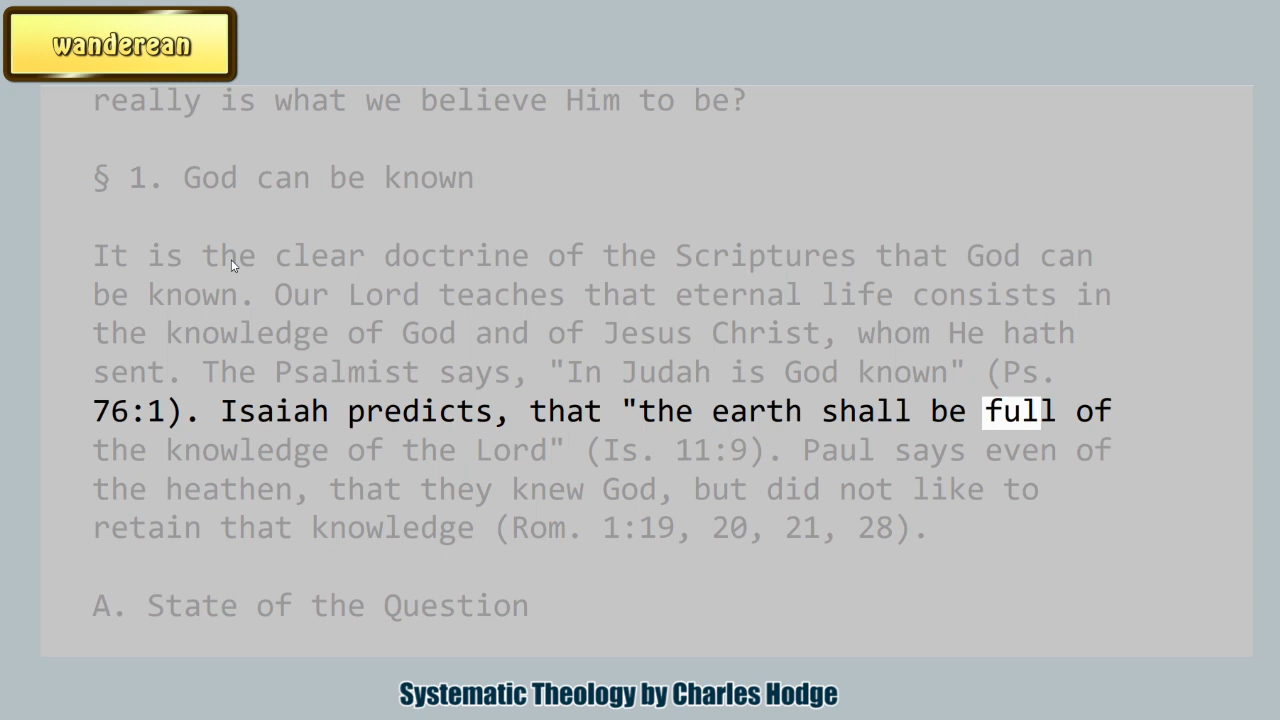 wanderean
really is what we believe Him to be?
§ 1. God can be known
It is the clear doctrine of the Scriptures that God can
be known. Our Lord teaches that eternal life consists in
the knowledge of God and of Jesus Christ, whom He hath
sent. The Psalmist says, "In Judah is God known" (Ps.
76:1). Isaiah predicts, that "the earth shall be full of
the knowledge of the Lord" (Is. 11:9). Paul says even of
the heathen, that they knew God, but did not like to
retain that knowledge (Rom. 1:19, 20, 21, 28).
A. State of the Question
Systematic Theology by Charles Hodge